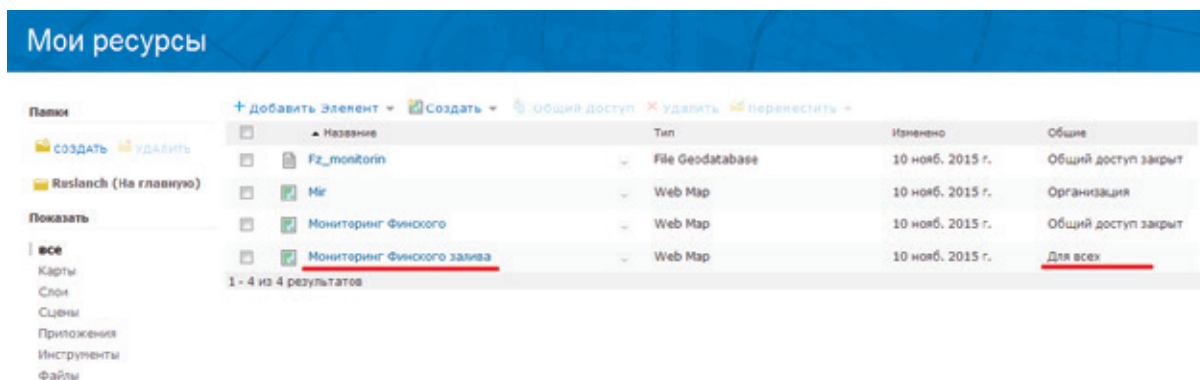 Мои ресурсы
Папки
СОЗДАТЬ УДАЛИТЬ
Ruslanch (На главную)
Показать
все
Карты
Слои
Сцены
Приложения
Инструменты
Файлы
+ Добавить Элемент Создать Общий доступ Удалить Переместить
Название Тип Изменено Общие
Fz_monitorin File Geodatabase 10 нояб. 2015 г. Общий доступ закрыт
Mir Web Map 10 нояб. 2015 г. Организация
Мониторинг Финского Web Map 10 нояб. 2015 г. Общий доступ закрыт
Мониторинг Финского залива Web Map 10 нояб. 2015 г. Для всех
1 - 4 из 4 результатов